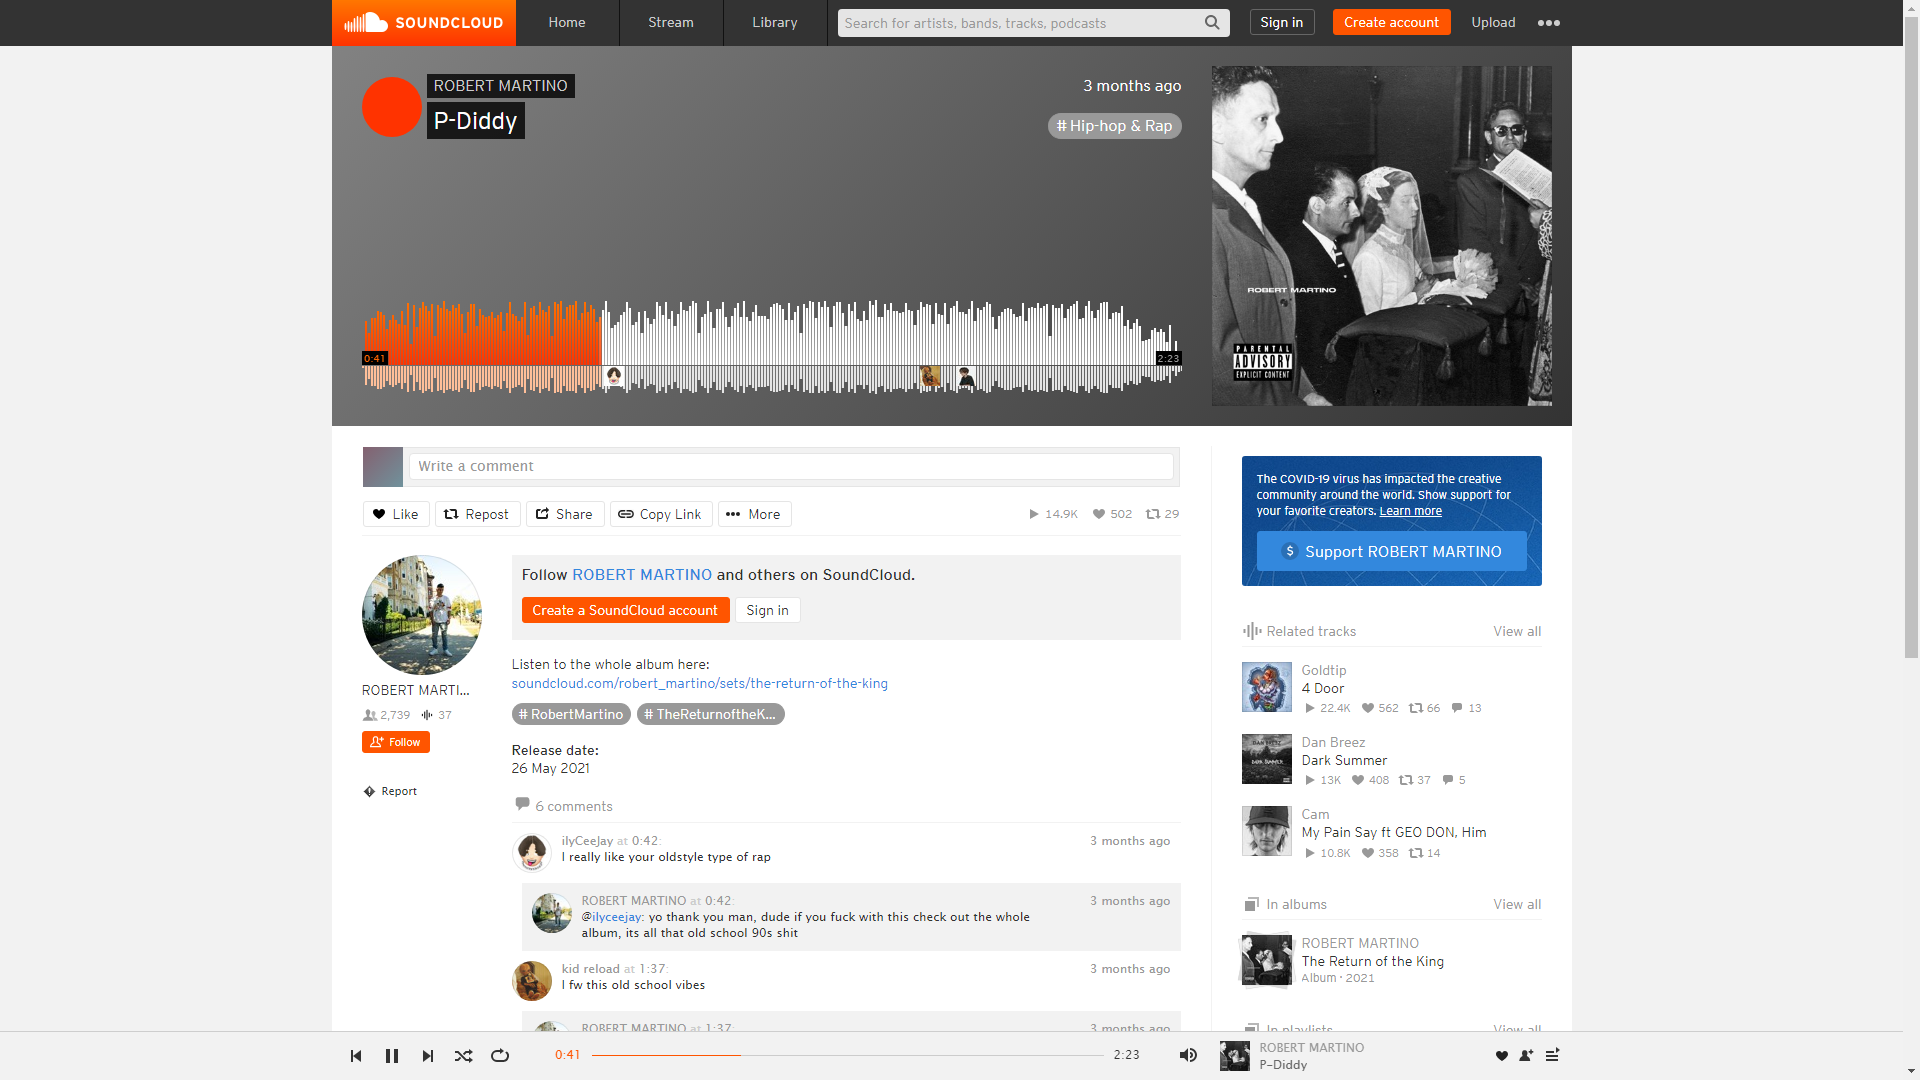 SOUNDCLOUD
Home
Stream
Library
Search for artists, bands, tracks, podcasts
Sign in
Create account
Upload
ROBERT MARTINO
P-Diddy
3 months ago
# Hip-hop & Rap
0:41
2:23
ROBERT MARTINO
PARENTAL
ADVISORY
EXPLICIT CONTENT
Write a comment
Like
Repost
Share
Copy Link
More
14.9K
502
29
ROBERT MARTI...
2,739
37
Follow
Report
Follow ROBERT MARTINO and others on SoundCloud.
Create a SoundCloud account
Sign in
Listen to the whole album here:
soundcloud.com/robert_martino/sets/the-return-of-the-king
# RobertMartino
# TheReturnoftheK...
Release date:
26 May 2021
6 comments
ilyCeeJay at 0:42:
3 months ago
I really like your oldstyle type of rap
ROBERT MARTINO at 0:42:
3 months ago
@ilyceejay: yo thank you man, dude if you fuck with this check out the whole
album, its all that old school 90s shit
kid reload at 1:37:
3 months ago
I fw this old school vibes
ROBERT MARTINO at 1:37:
3 months ago
The COVID-19 virus has impacted the creative
community around the world. Show support for
your favorite creators. Learn more
Support ROBERT MARTINO
Related tracks
View all
Goldtip
4 Door
22.4K
562
66
13
Dan Breez
Dark Summer
13K
408
37
5
Cam
My Pain Say ft GEO DON, Him
10.8K
358
14
In albums
View all
ROBERT MARTINO
The Return of the King
Album · 2021
In playlists
View all
0:41
2:23
ROBERT MARTINO
P-Diddy